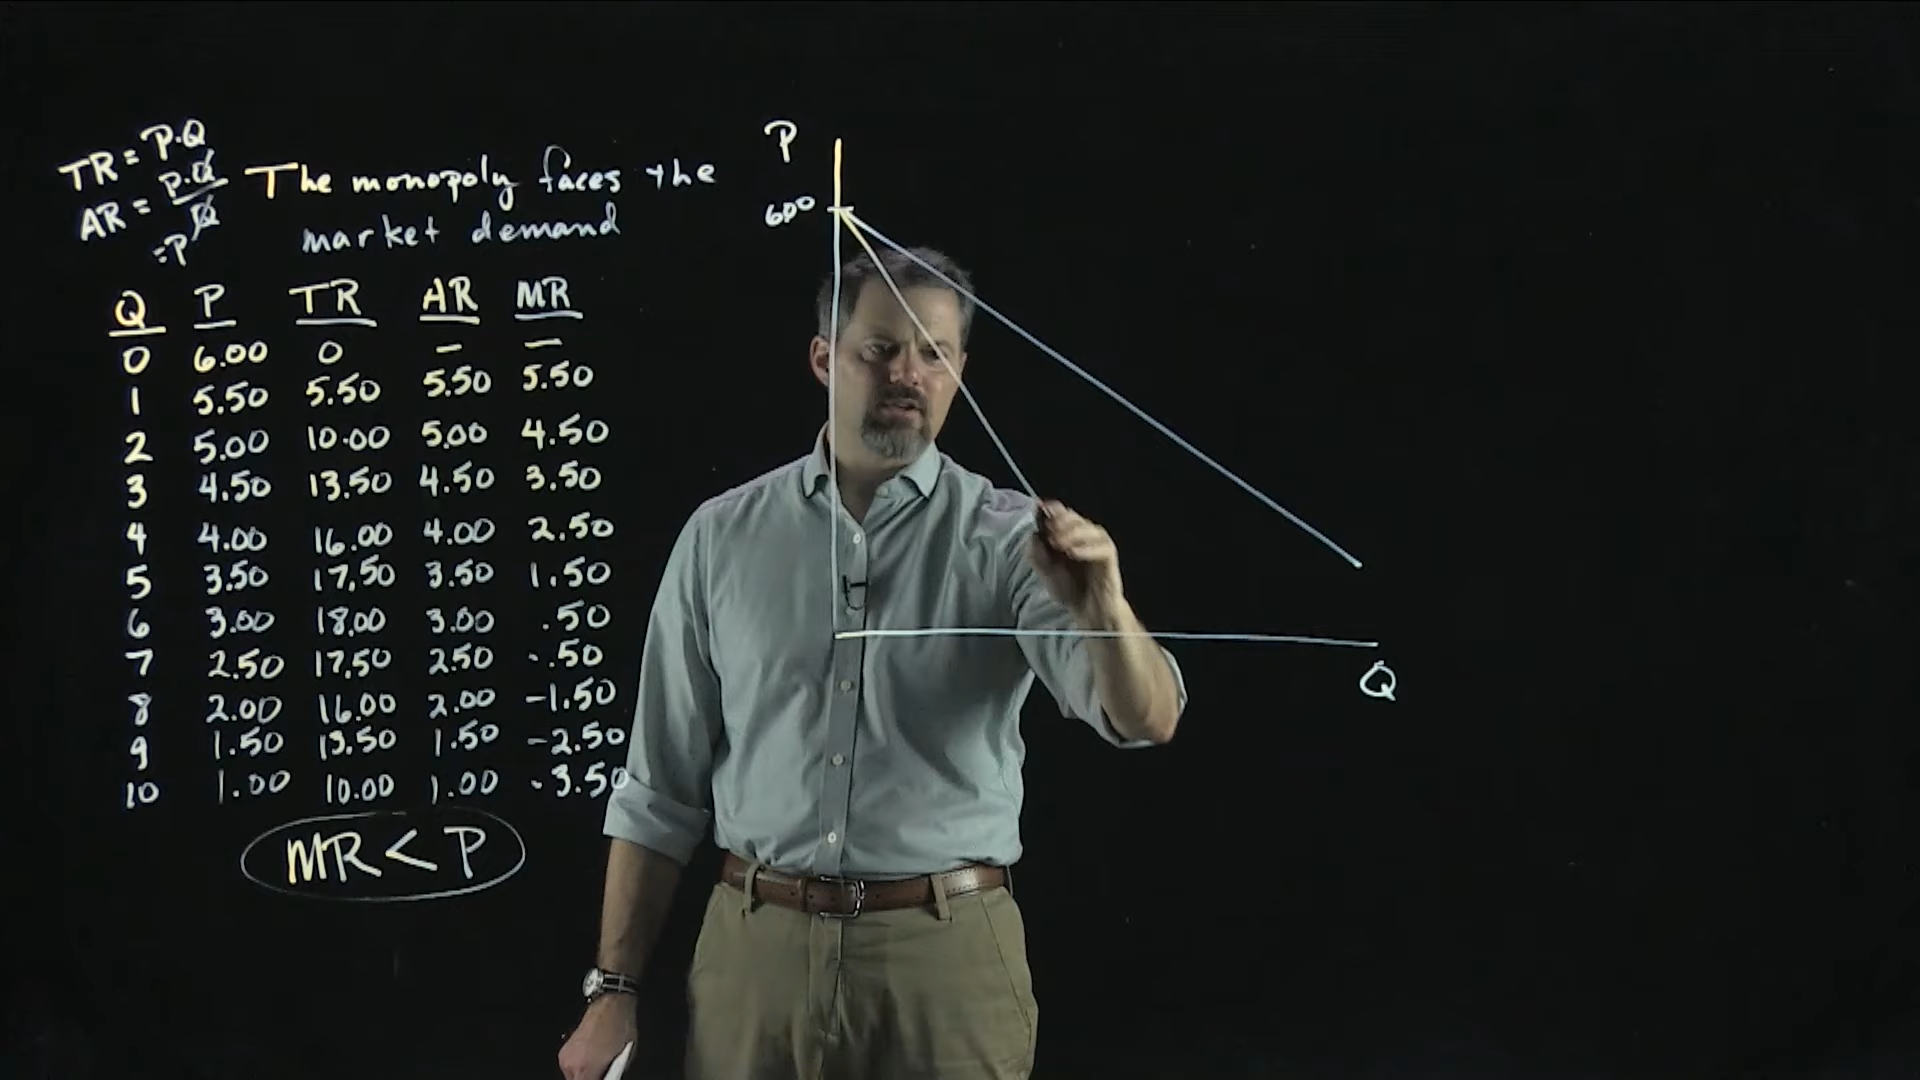 TR = P·Q
AR = P·Q / Q
= P
The monopoly faces the
market demand
Q P TR AR MR
0 6.00 0 — —
1 5.50 5.50 5.50 5.50
2 5.00 10.00 5.00 4.50
3 4.50 13.50 4.50 3.50
4 4.00 16.00 4.00 2.50
5 3.50 17.50 3.50 1.50
6 3.00 18.00 3.00 .50
7 2.50 17.50 2.50 -.50
8 2.00 16.00 2.00 -1.50
9 1.50 13.50 1.50 -2.50
10 1.00 10.00 1.00 -3.50
MR < P
P
6.00
Q